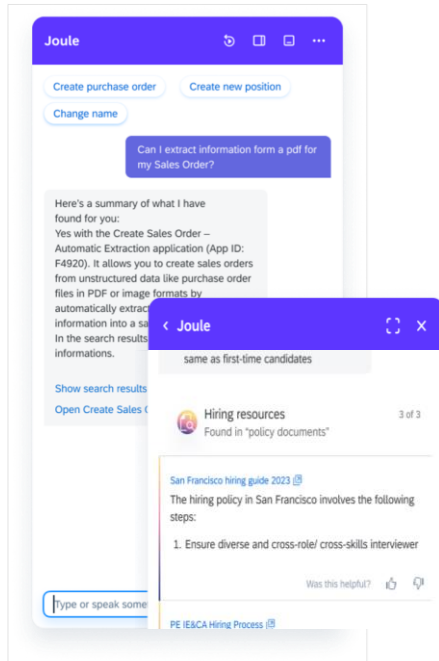 Joule
Create purchase order
Create new position
Change name
Can I extract information form a pdf for
my Sales Order?
Here's a summary of what I have
found for you:
Yes with the Create Sales Order –
Automatic Extraction application (App ID:
F4920). It allows you to create sales orders
from unstructured data like purchase order
files in PDF or image formats by
automatically extrac
information into a sa
In the search results
informations.
Show search results
Open Create Sales
Type or speak some
Joule
same as first-time candidates
Hiring resources
3 of 3
Found in "policy documents"
San Francisco hiring guide 2023
The hiring policy in San Francisco involves the following
steps:
1. Ensure diverse and cross-role/ cross-skills interviewer
Was this helpful?
PE IE&CA Hiring Process